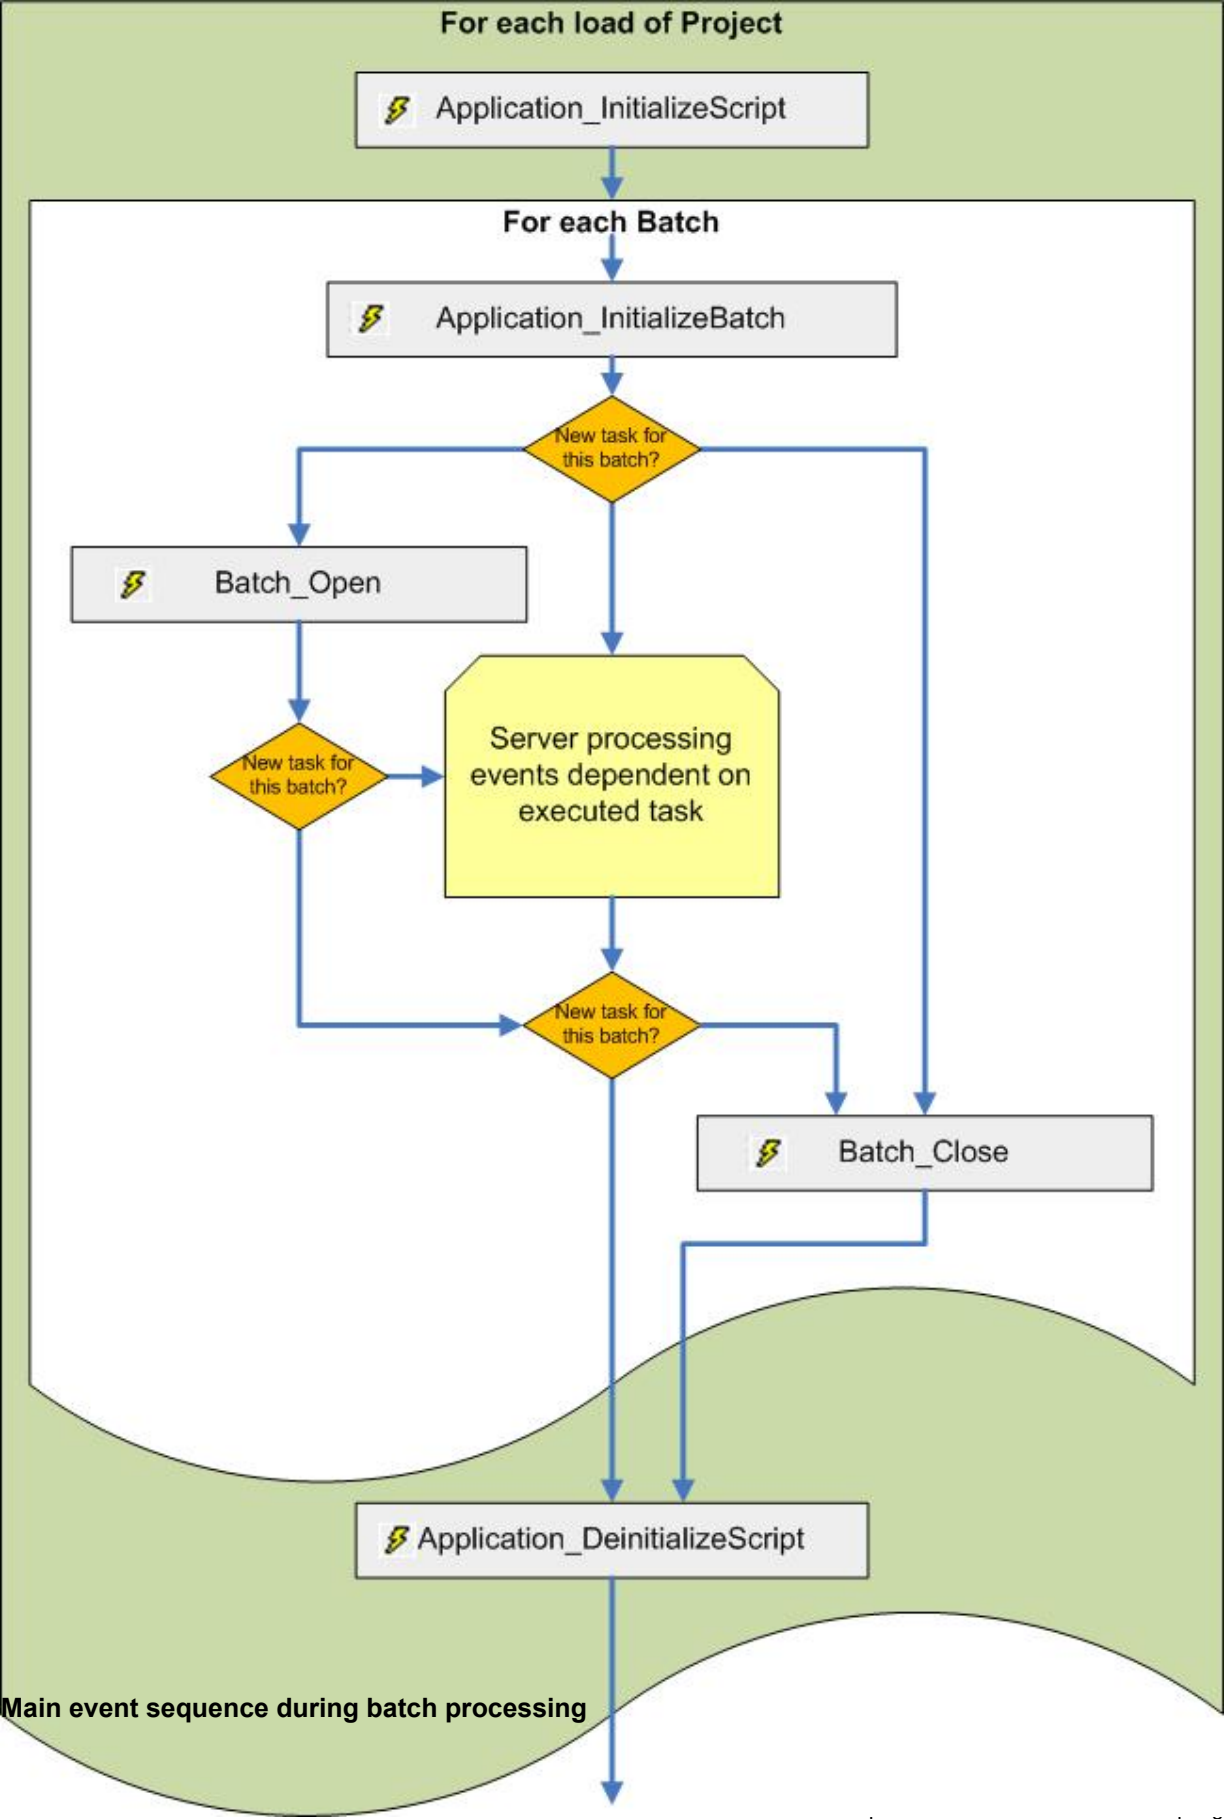 For each load of Project
Application_InitializeScript
For each Batch
Application_InitializeBatch
New task for
this batch?
Batch_Open
Server processing
events dependent on
executed task
New task for
this batch?
New task for
this batch?
Batch_Close
Application_DeinitializeScript
Main event sequence during batch processing